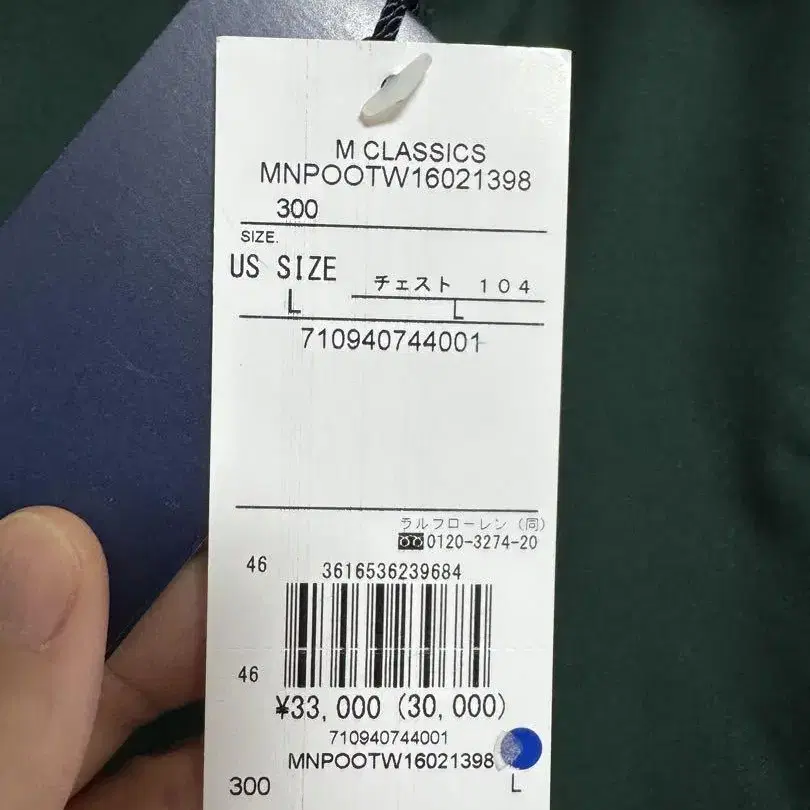 M CLASSICS
MNPOOTW16021398
300
SIZE.
US SIZE
チェスト 104
L
L
710940744001
ラルフローレン (同)
0120-3274-20
46
3616536239684
46
¥33,000 (30,000)
710940744001
MNPOOTW16021398
300
L